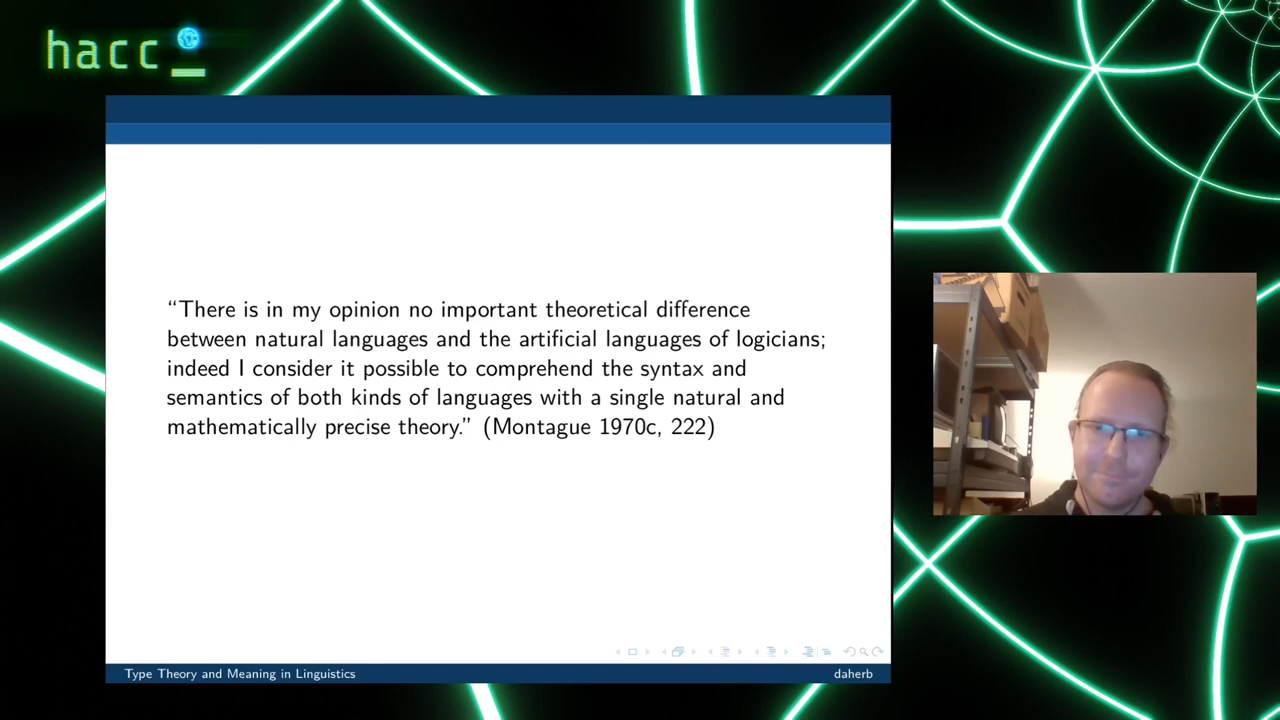 hacc_
“There is in my opinion no important theoretical difference
between natural languages and the artificial languages of logicians;
indeed I consider it possible to comprehend the syntax and
semantics of both kinds of languages with a single natural and
mathematically precise theory.” (Montague 1970c, 222)
Type Theory and Meaning in Linguistics
daherb